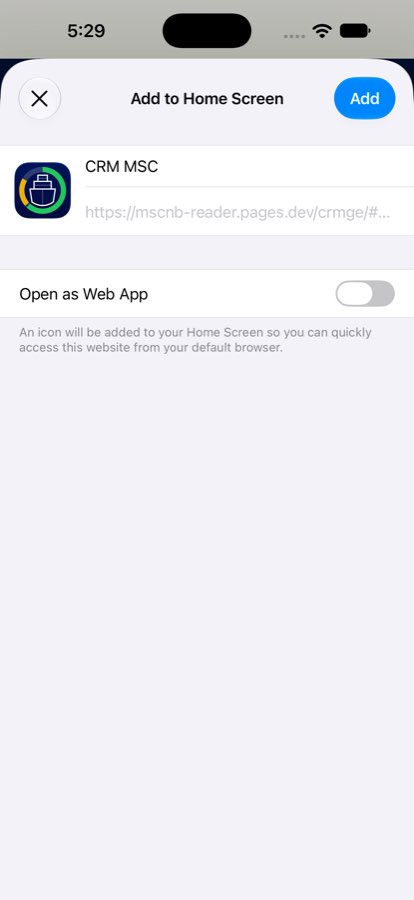 5:29
Add to Home Screen
Add
CRM MSC
https://mscnb-reader.pages.dev/crmge/#...
Open as Web App
An icon will be added to your Home Screen so you can quickly
access this website from your default browser.